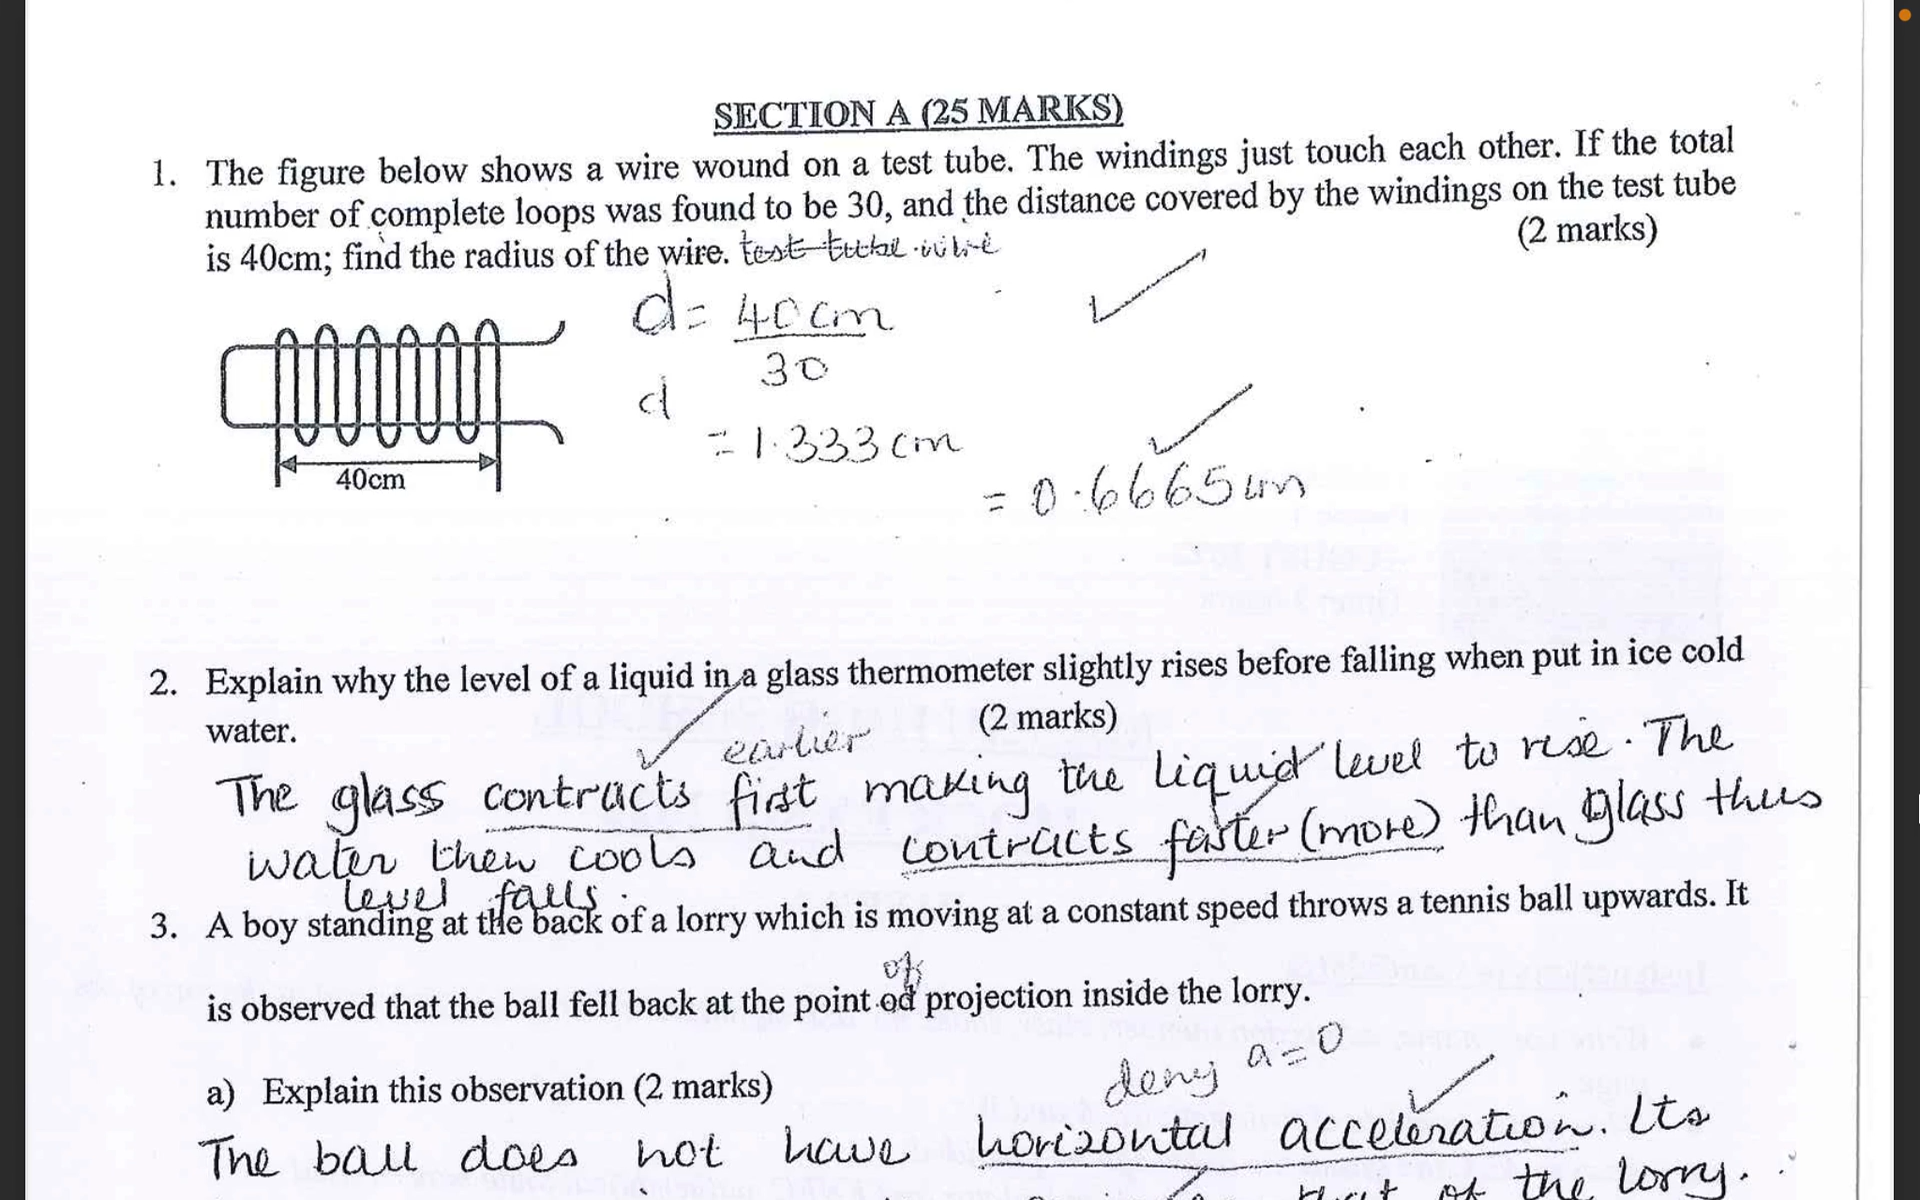 SECTION A (25 MARKS)
1. The figure below shows a wire wound on a test tube. The windings just touch each other. If the total
number of complete loops was found to be 30, and the distance covered by the windings on the test tube
is 40cm; find the radius of the wire. test tube wire
(2 marks)
d = 40cm
30
d
= 1.333cm
= 0.6665cm
40cm
2. Explain why the level of a liquid in a glass thermometer slightly rises before falling when put in ice cold
water. (2 marks)
earlier
The glass contracts first making the liquid level to rise. The
water then cools and contracts faster (more) than glass thus
level falls.
3. A boy standing at the back of a lorry which is moving at a constant speed throws a tennis ball upwards. It
of
is observed that the ball fell back at the point od projection inside the lorry.
a) Explain this observation (2 marks)
deny a=0
The ball does not have horizontal acceleration. Its
that of the lorry.